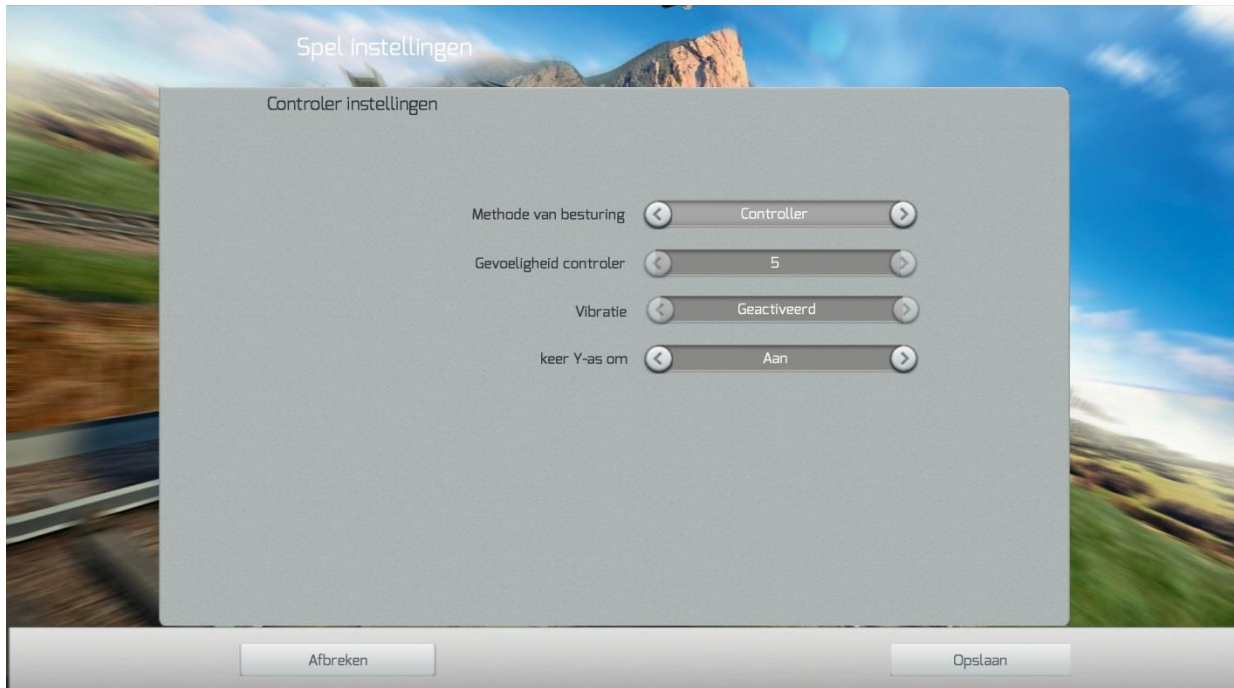 Spel instellingen
Controler instellingen
Methode van besturing Controller
Gevoeligheid controler 5
Vibratie Geactiveerd
keer Y-as om Aan
Afbreken Opslaan